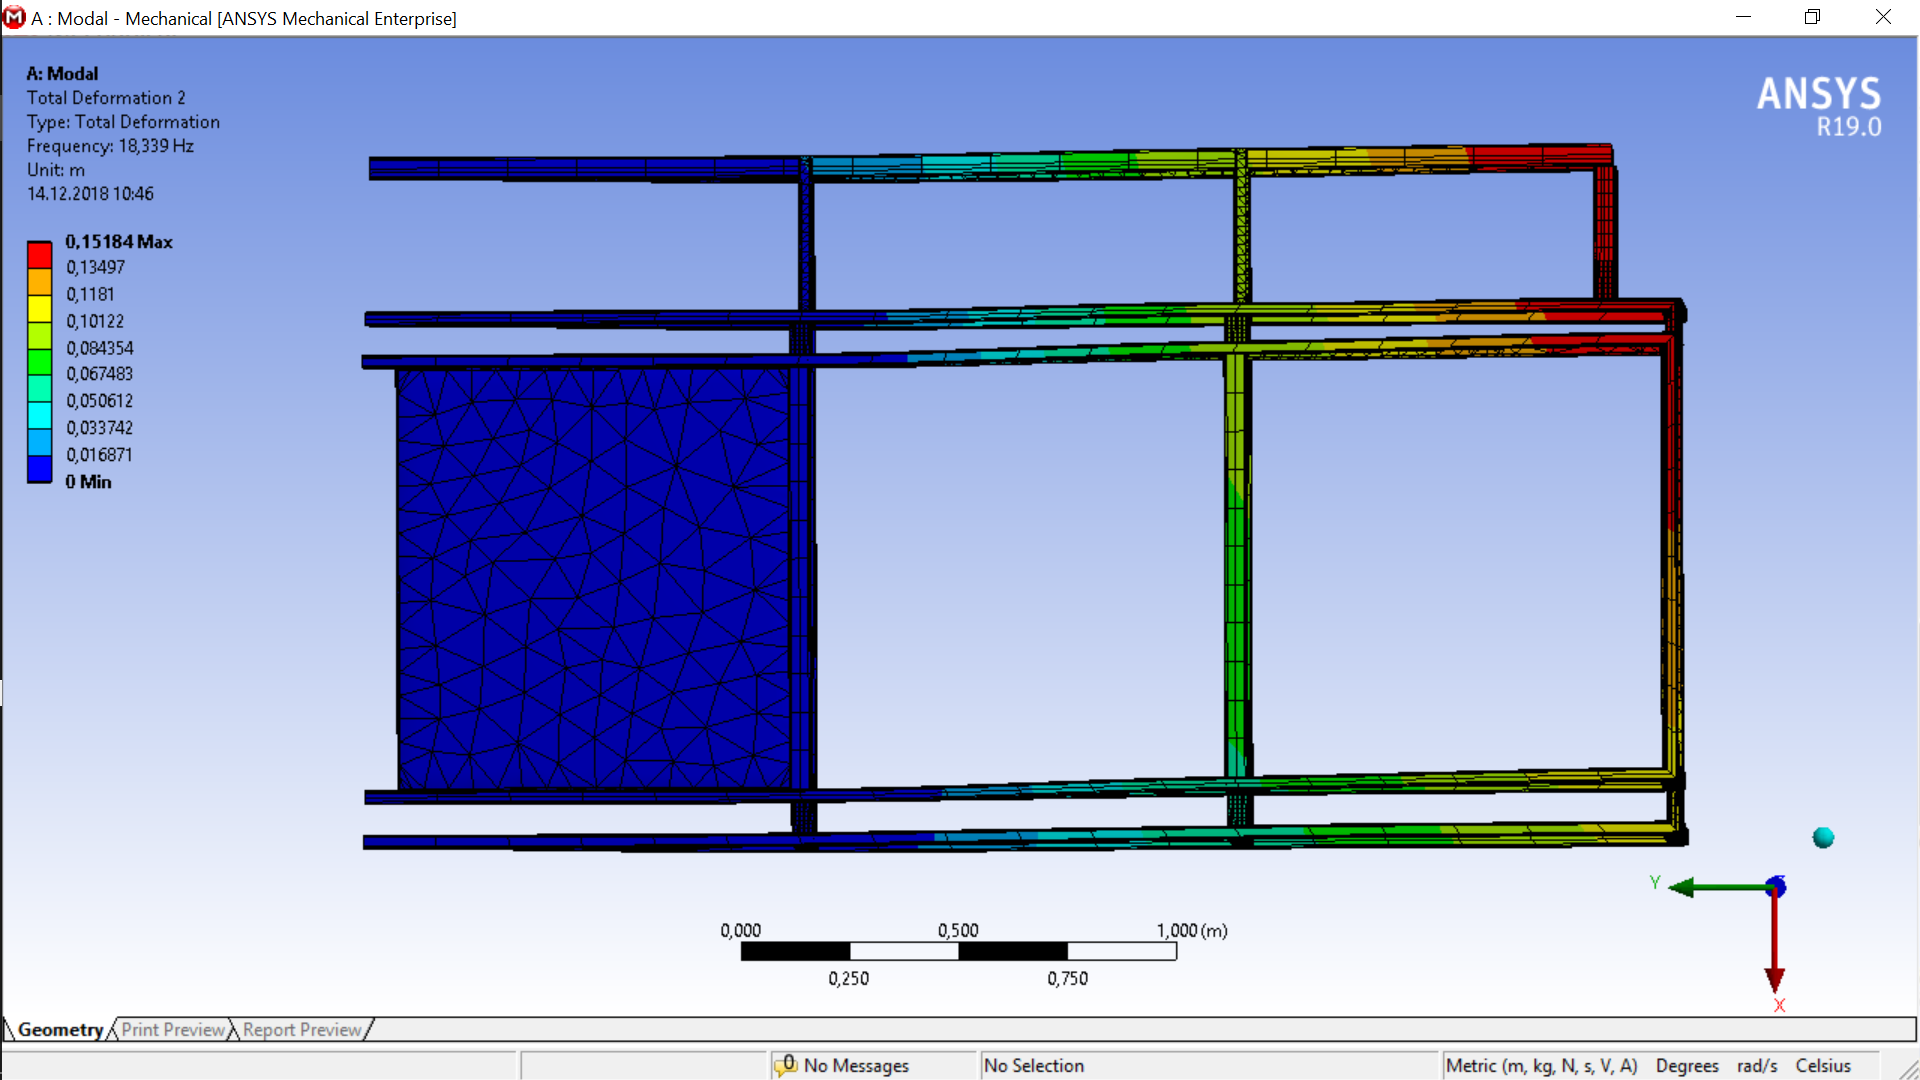 A : Modal - Mechanical [ANSYS Mechanical Enterprise]
A: Modal
Total Deformation 2
Type: Total Deformation
Frequency: 18,339 Hz
Unit: m
14.12.2018 10:46
0,15184 Max
0,13497
0,1181
0,10122
0,084354
0,067483
0,050612
0,033742
0,016871
0 Min
ANSYS
R19.0
Y
Z
X
0,000 0,500 1,000 (m)
0,250 0,750
Geometry Print Preview Report Preview
0 No Messages No Selection Metric (m, kg, N, s, V, A) Degrees rad/s Celsius